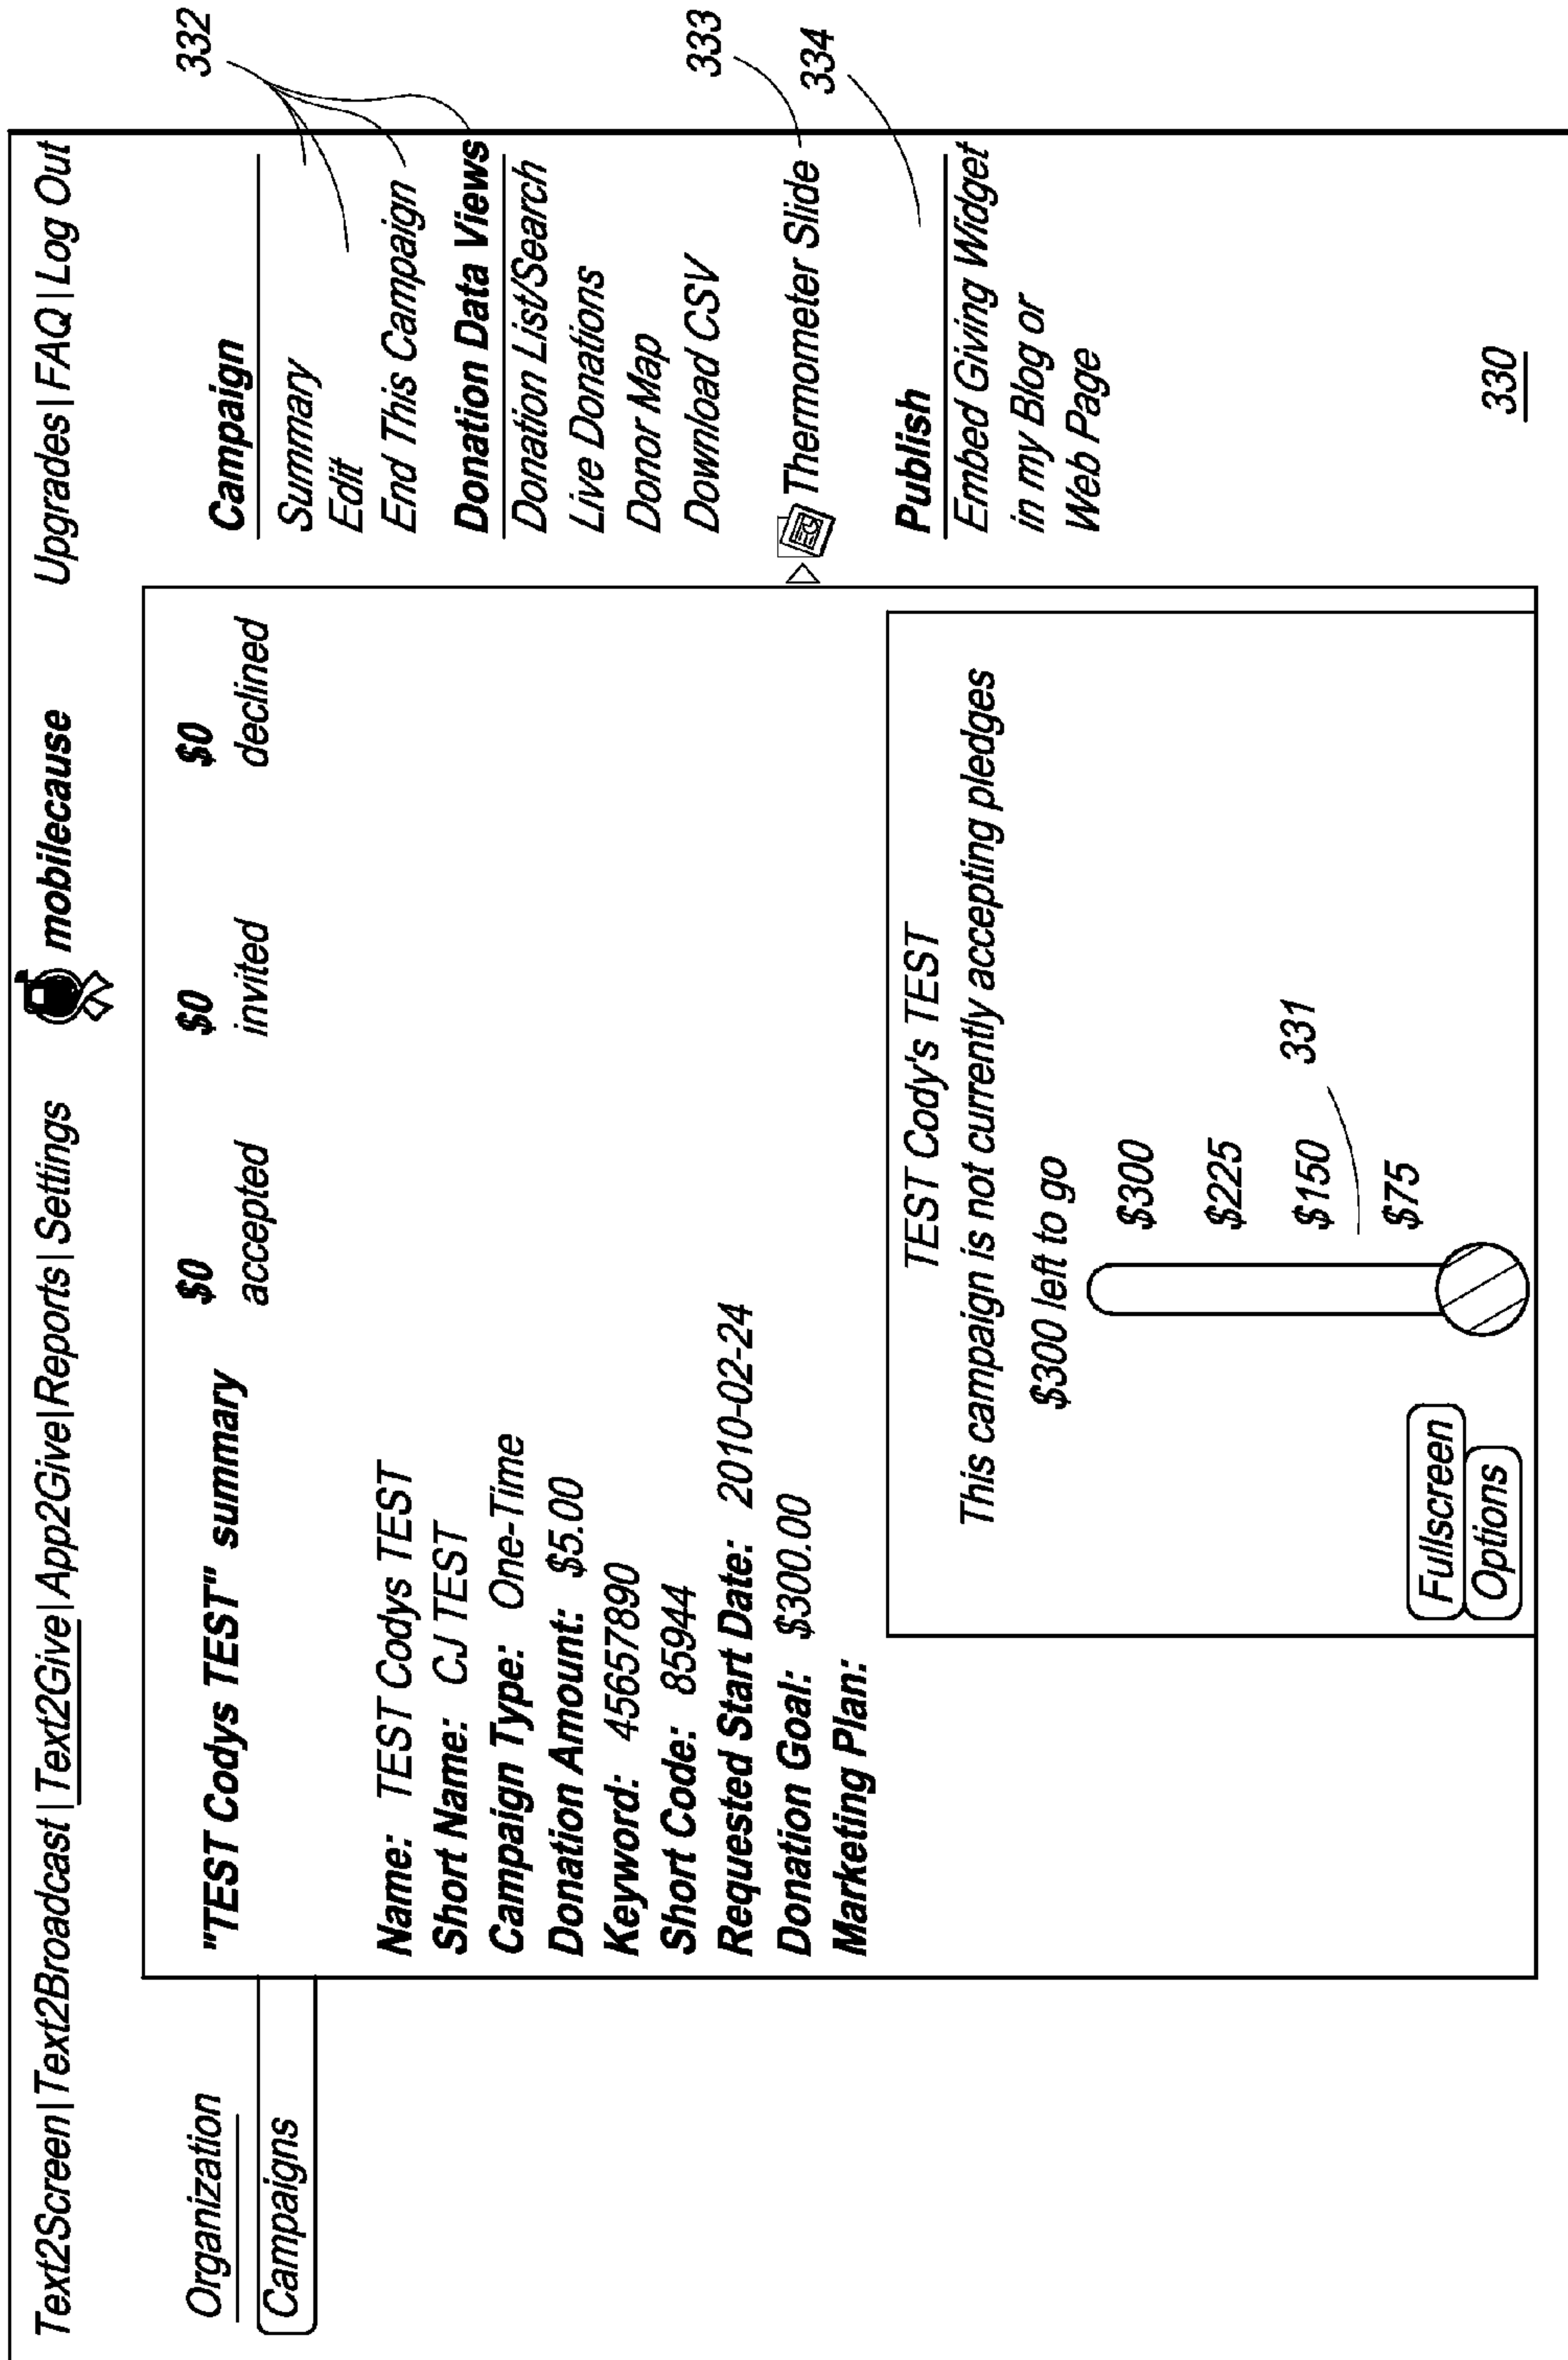 Text2Screen|Text2Broadcast|Text2Give|App2Give|Reports|Settings mobilecause Upgrades|FAQ|Log Out
Organization
Campaigns
"TEST Codys TEST" summary
$0 $0 $0
accepted invited declined
Name: TEST Codys TEST
Short Name: CJ TEST
Campaign Type: One-Time
Donation Amount: $5.00
Keyword: 45657890
Short Code: 85944
Requested Start Date: 2010-02-24
Donation Goal: $300.00
Marketing Plan:
TEST Cody's TEST
This campaign is not currently accepting pledges
$300 left to go
$300
$225
$150
331
$75
Fullscreen
Options
332
Campaign
Summary
Edit
End This Campaign
Donation Data Views
Donation List/Search
Live Donations
Donor Map
Download CSV
333
Thermometer Slide
334
Publish
Embed Giving Widget
in my Blog or
Web Page
330